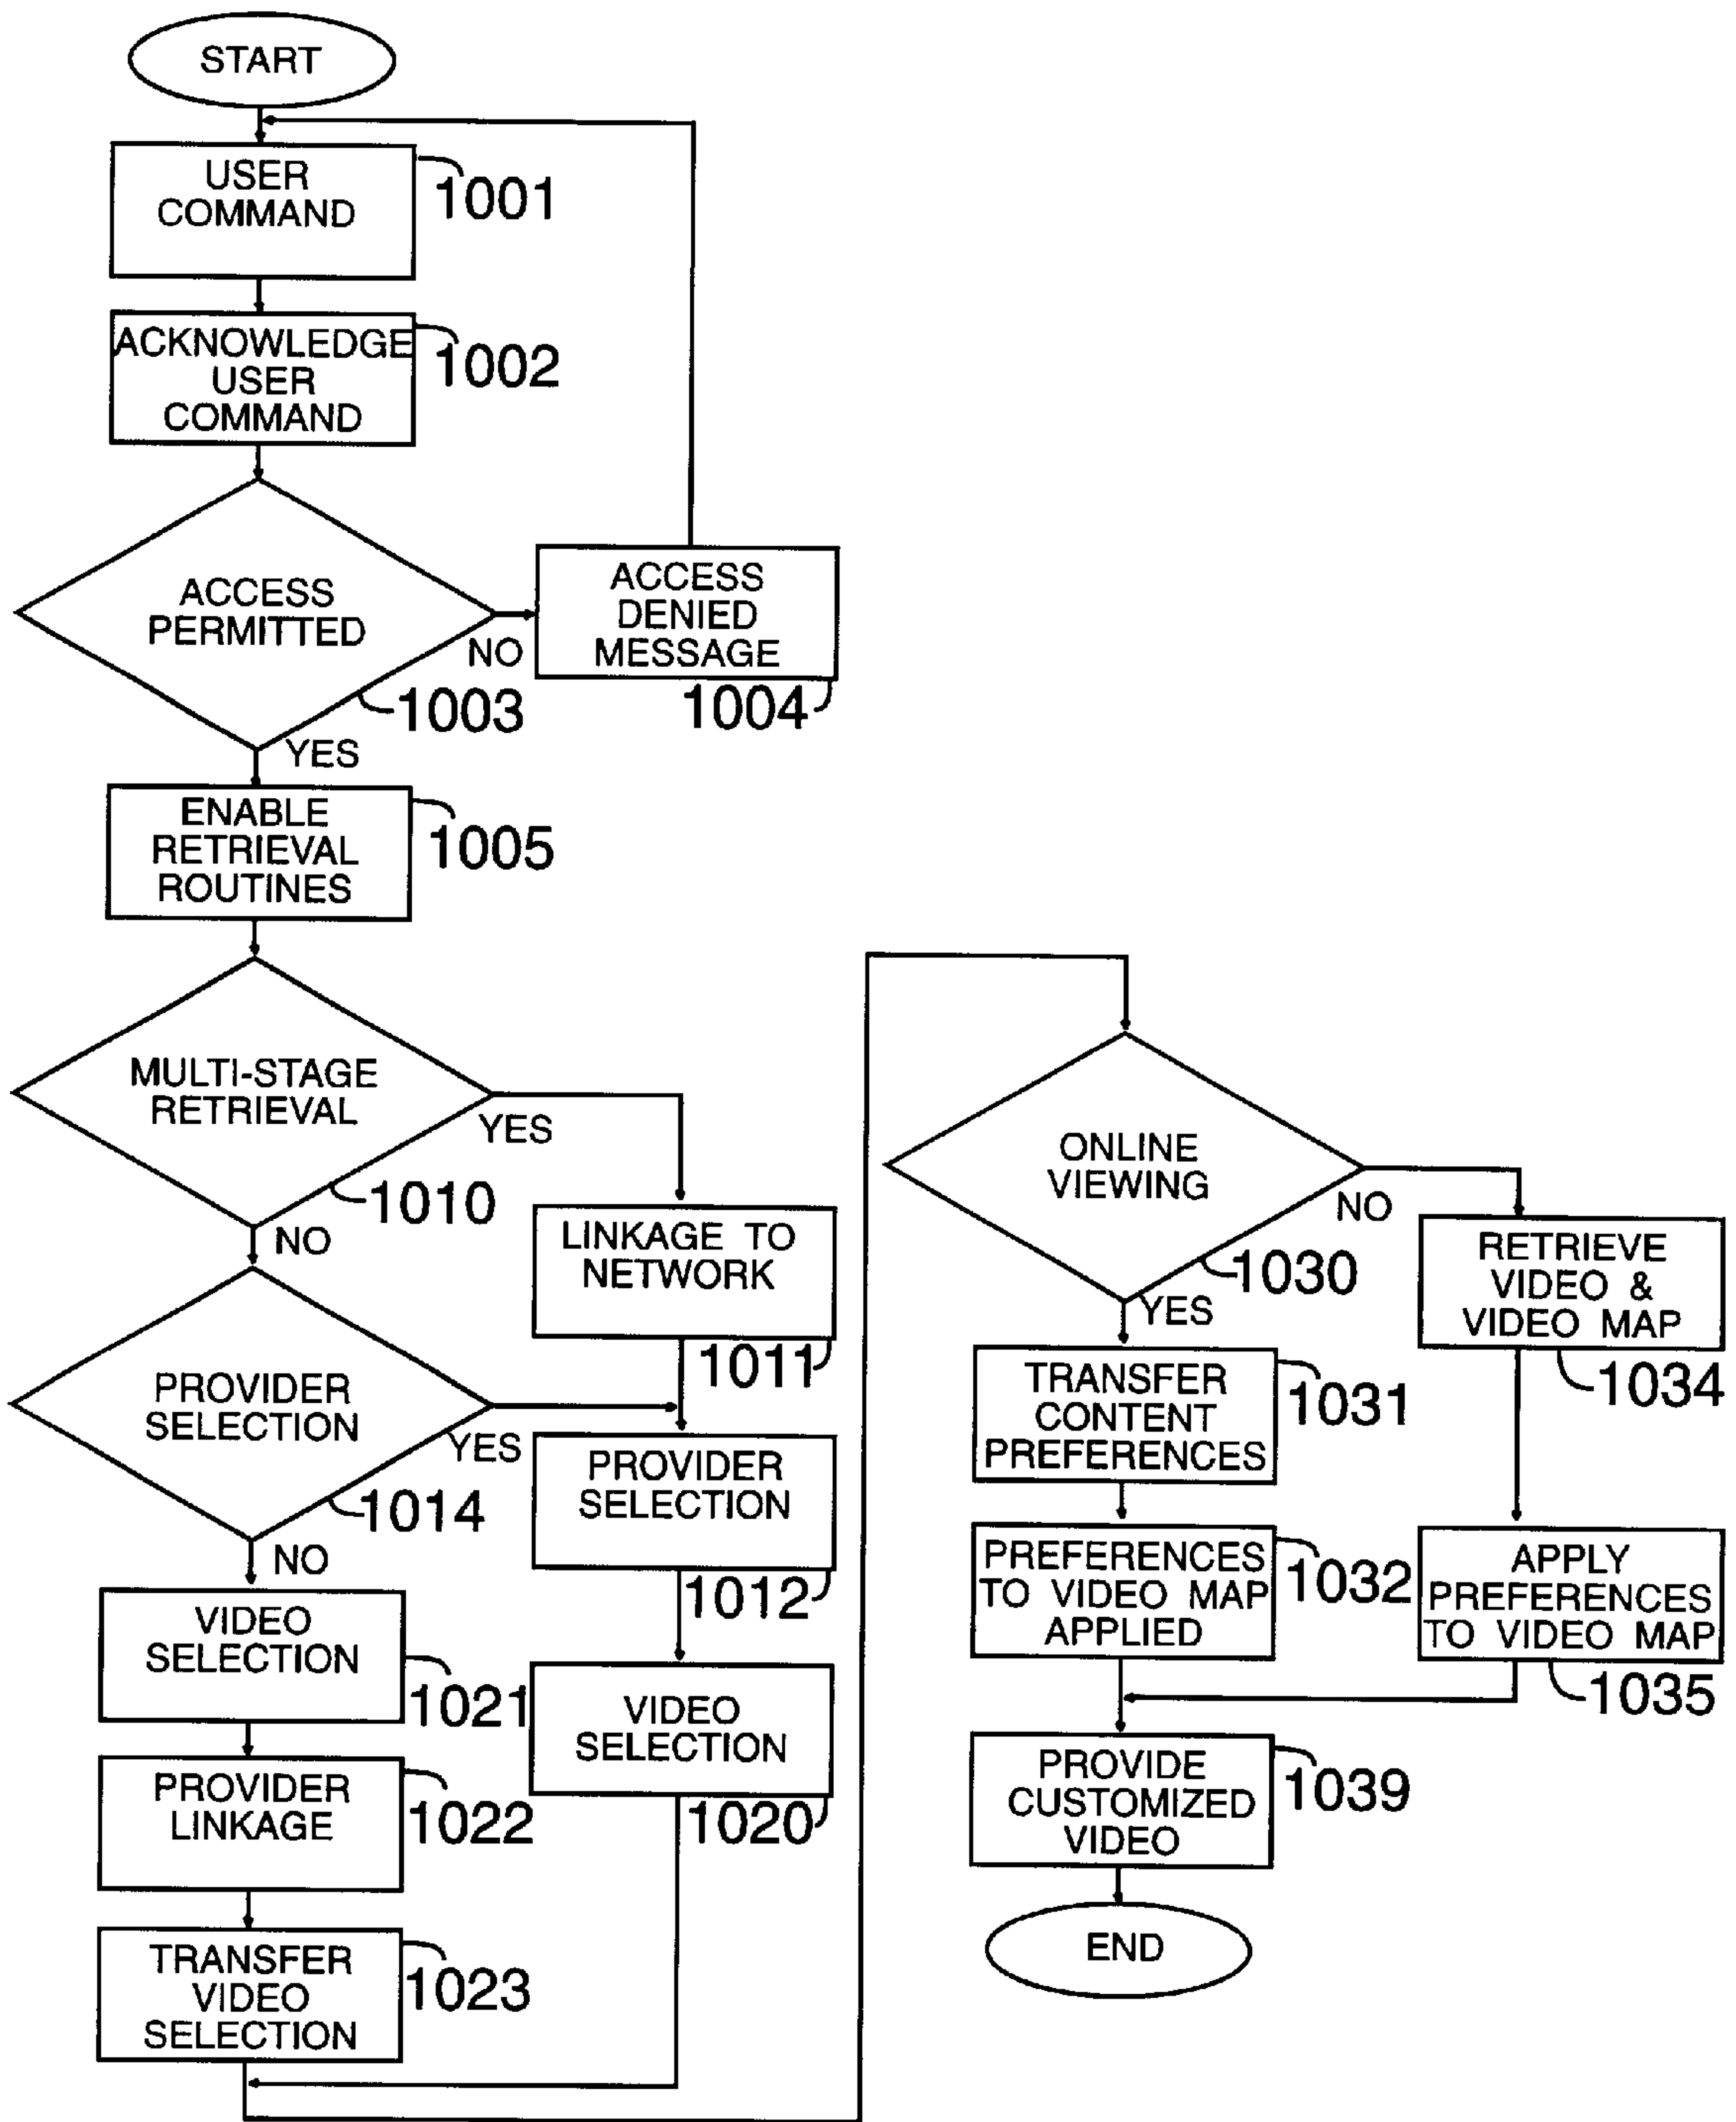 START
USER
COMMAND
1001
ACKNOWLEDGE
USER
COMMAND
1002
ACCESS
PERMITTED
NO
1003
YES
ACCESS
DENIED
MESSAGE
1004
ENABLE
RETRIEVAL
ROUTINES
1005
MULTI-STAGE
RETRIEVAL
YES
1010
NO
LINKAGE TO
NETWORK
1011
PROVIDER
SELECTION
YES
1014
NO
PROVIDER
SELECTION
1012
VIDEO
SELECTION
1021
VIDEO
SELECTION
1020
PROVIDER
LINKAGE
1022
TRANSFER
VIDEO
SELECTION
1023
ONLINE
VIEWING
NO
1030
YES
RETRIEVE
VIDEO &
VIDEO MAP
1034
TRANSFER
CONTENT
PREFERENCES
1031
PREFERENCES
TO VIDEO MAP
APPLIED
1032
APPLY
PREFERENCES
TO VIDEO MAP
1035
PROVIDE
CUSTOMIZED
VIDEO
1039
END